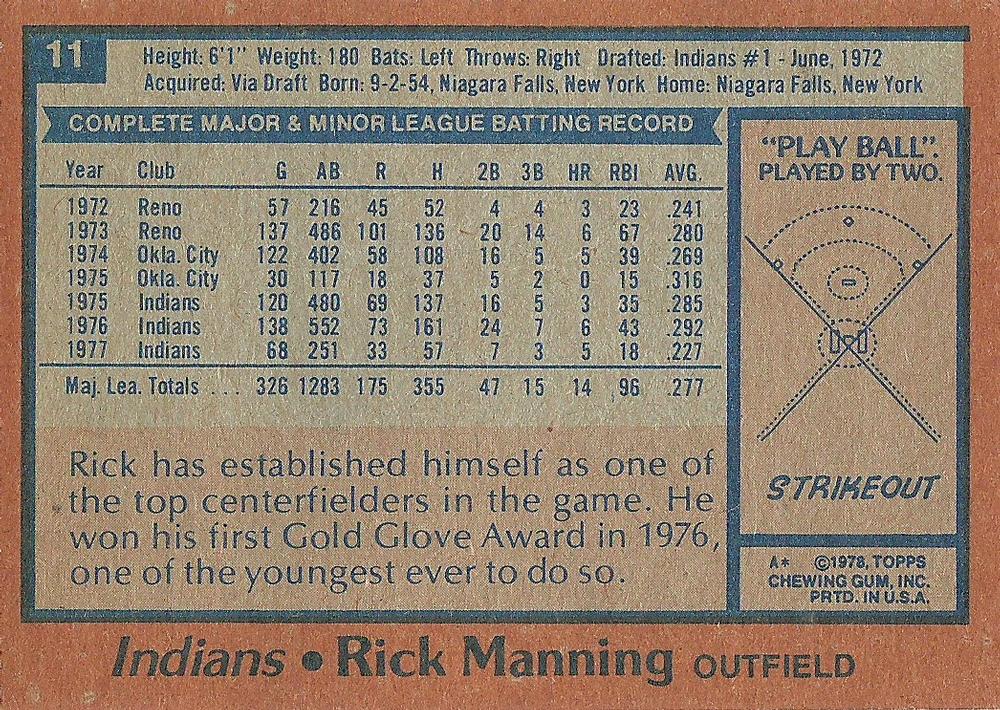 11
Height: 6'1" Weight: 180 Bats: Left Throws: Right Drafted: Indians #1 - June, 1972
Acquired: Via Draft Born: 9-2-54, Niagara Falls, New York Home: Niagara Falls, New York
COMPLETE MAJOR & MINOR LEAGUE BATTING RECORD
Year Club G AB R H 2B 3B HR RBI AVG.
1972 Reno 57 216 45 52 4 4 3 23 .241
1973 Reno 137 486 101 136 20 14 6 67 .280
1974 Okla. City 122 402 58 108 16 5 5 39 .269
1975 Okla. City 30 117 18 37 5 2 0 15 .316
1975 Indians 120 480 69 137 16 5 3 35 .285
1976 Indians 138 552 73 161 24 7 6 43 .292
1977 Indians 68 251 33 57 7 3 5 18 .227
Maj. Lea. Totals . . . 326 1283 175 355 47 15 14 96 .277
Rick has established himself as one of
the top centerfielders in the game. He
won his first Gold Glove Award in 1976,
one of the youngest ever to do so.
"PLAY BALL".
PLAYED BY TWO.
STRIKEOUT
A* ©1978, TOPPS
CHEWING GUM, INC.
PRTD. IN U.S.A.
Indians • Rick Manning OUTFIELD